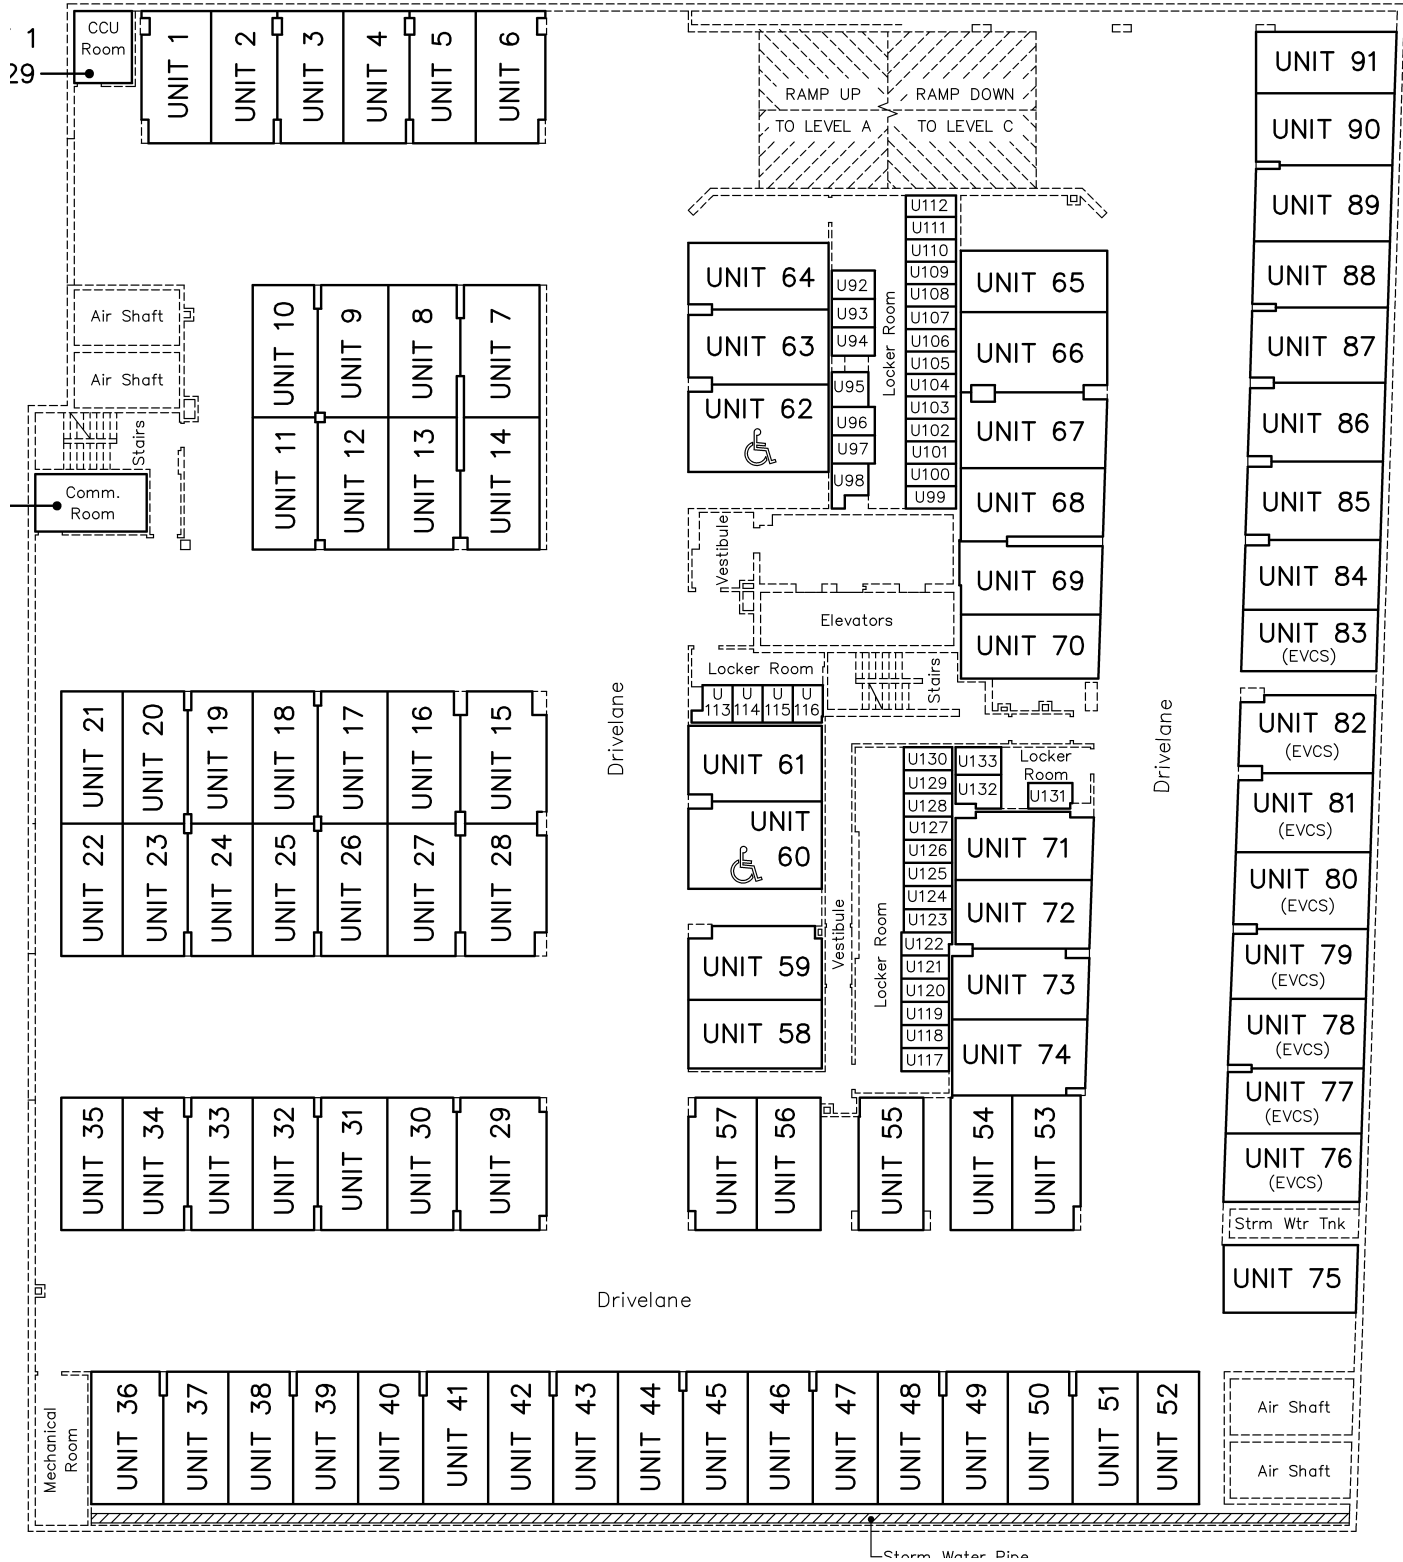 1
29
CCU
Room
UNIT 1
UNIT 2
UNIT 3
UNIT 4
UNIT 5
UNIT 6
RAMP UP
TO LEVEL A
RAMP DOWN
TO LEVEL C
UNIT 91
UNIT 90
UNIT 89
UNIT 88
UNIT 87
UNIT 86
UNIT 85
UNIT 84
UNIT 83
(EVCS)
UNIT 82
(EVCS)
UNIT 81
(EVCS)
UNIT 80
(EVCS)
UNIT 79
(EVCS)
UNIT 78
(EVCS)
UNIT 77
(EVCS)
UNIT 76
(EVCS)
Strm Wtr Tnk
UNIT 75
Air Shaft
Air Shaft
Air Shaft
Air Shaft
Stairs
Comm.
Room
UNIT 10
UNIT 9
UNIT 8
UNIT 7
UNIT 11
UNIT 12
UNIT 13
UNIT 14
UNIT 64
UNIT 63
UNIT 62
U92
U93
U94
U95
U96
U97
U98
Locker Room
U112
U111
U110
U109
U108
U107
U106
U105
U104
U103
U102
U101
U100
U99
UNIT 65
UNIT 66
UNIT 67
UNIT 68
UNIT 69
UNIT 70
Vestibule
Elevators
Stairs
Locker Room
U
113
U
114
U
115
U
116
Drivelane
Drivelane
UNIT 21
UNIT 20
UNIT 19
UNIT 18
UNIT 17
UNIT 16
UNIT 15
UNIT 22
UNIT 23
UNIT 24
UNIT 25
UNIT 26
UNIT 27
UNIT 28
UNIT 61
UNIT
60
UNIT 59
UNIT 58
Vestibule
Locker Room
U130
U129
U128
U127
U126
U125
U124
U123
U122
U121
U120
U119
U118
U117
U133
U132
Locker
Room
U131
UNIT 71
UNIT 72
UNIT 73
UNIT 74
UNIT 35
UNIT 34
UNIT 33
UNIT 32
UNIT 31
UNIT 30
UNIT 29
UNIT 57
UNIT 56
UNIT 55
UNIT 54
UNIT 53
Drivelane
Mechanical
Room
UNIT 36
UNIT 37
UNIT 38
UNIT 39
UNIT 40
UNIT 41
UNIT 42
UNIT 43
UNIT 44
UNIT 45
UNIT 46
UNIT 47
UNIT 48
UNIT 49
UNIT 50
UNIT 51
UNIT 52
Storm Water Pipe